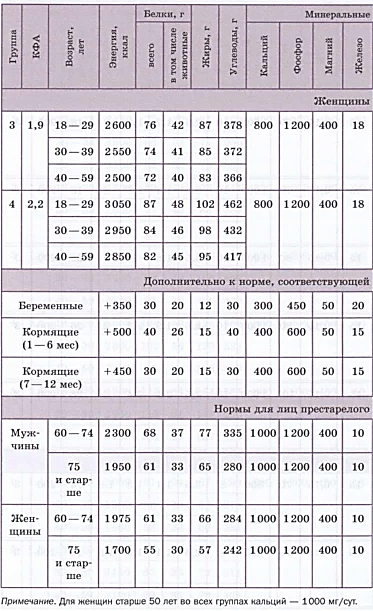 Группа КФА Возраст, лет Энергия, ккал Белки, г Жиры, г Углеводы, г Минеральные
всего в том числе животные Кальций Фосфор Магний Железо
Женщины
3 1,9 18—29 2600 76 42 87 378 800 1200 400 18
30—39 2550 74 41 85 372
40—59 2500 72 40 83 366
4 2,2 18—29 3050 87 48 102 462 800 1200 400 18
30—39 2950 84 46 98 432
40—59 2850 82 45 95 417
Дополнительно к норме, соответствующей
Беременные +350 30 20 12 30 300 450 50 20
Кормящие +500 40 26 15 40 400 600 50 15
(1—6 мес)
Кормящие +450 30 20 15 30 400 600 50 15
(7—12 мес)
Нормы для лиц престарелого
Муж- 60—74 2300 68 37 77 335 1000 1200 400 10
чины
75 1950 61 33 65 280 1000 1200 400 10
и стар-
ше
Жен- 60—74 1975 61 33 66 284 1000 1200 400 10
щины
75 1700 55 30 57 242 1000 1200 400 10
и стар-
ше
Примечание. Для женщин старше 50 лет во всех группах кальций — 1000 мг/сут.